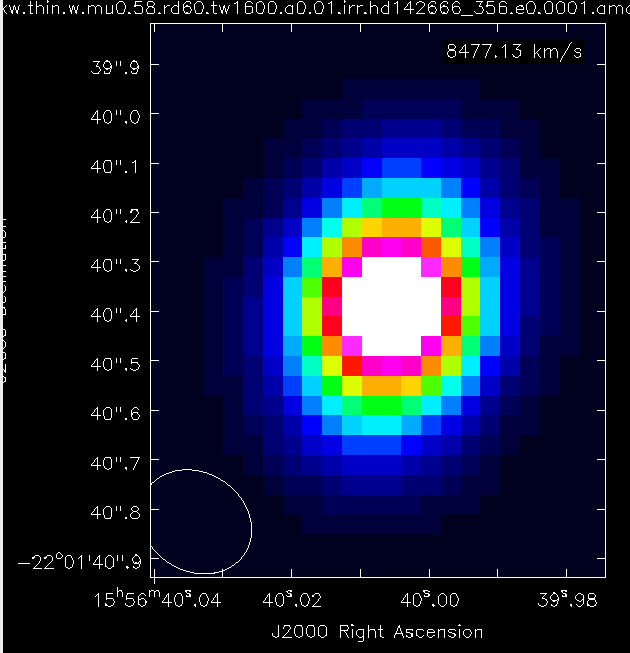 kw.thin.w.mu0.58.rd60.tw1600.a0.01.irr.hd142666_356.e0.0001.amc
8477.13 km/s
39".9
40".0
40".1
40".2
40".3
40".4
40".5
40".6
40".7
40".8
-22°01'40".9
15ʰ56ᵐ40ˢ.04 40ˢ.02 40ˢ.00 39ˢ.98
J2000 Right Ascension